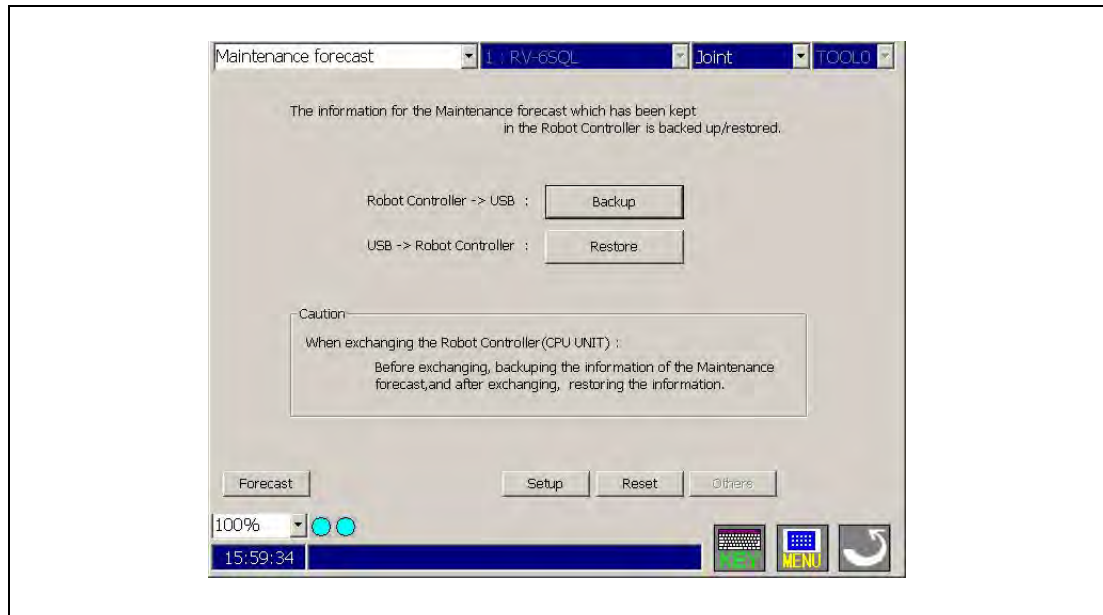 Maintenance forecast 1 : RV-6SQL Joint TOOL0
The information for the Maintenance forecast which has been kept
in the Robot Controller is backed up/restored.
Robot Controller -> USB : Backup
USB -> Robot Controller : Restore
Caution
When exchanging the Robot Controller(CPU UNIT) :
Before exchanging, backuping the information of the Maintenance
forecast,and after exchanging, restoring the information.
Forecast Setup Reset Others
100%
15:59:34 KEY MENU